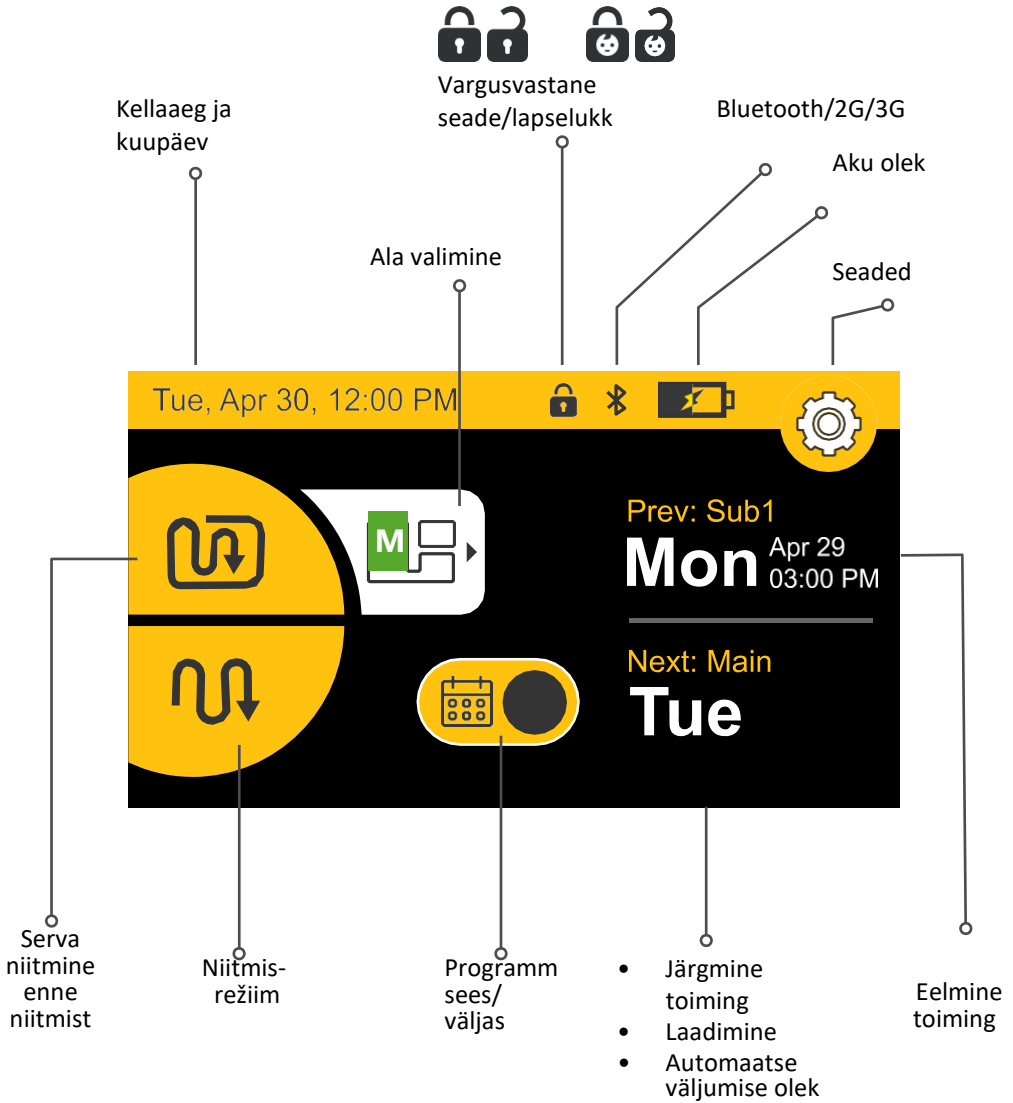 Vargusvastane
seade/lapselukk
Kellaaeg ja
kuupäev
Bluetooth/2G/3G
Aku olek
Ala valimine
Seaded
Tue, Apr 30, 12:00 PM
M
Prev: Sub1
Mon
Apr 29
03:00 PM
Next: Main
Tue
Serva
niitmine
enne
niitmist
Niitmis-
režiim
Programm
sees/
väljas
• Järgmine
toiming
• Laadimine
• Automaatse
väljumise olek
Eelmine
toiming